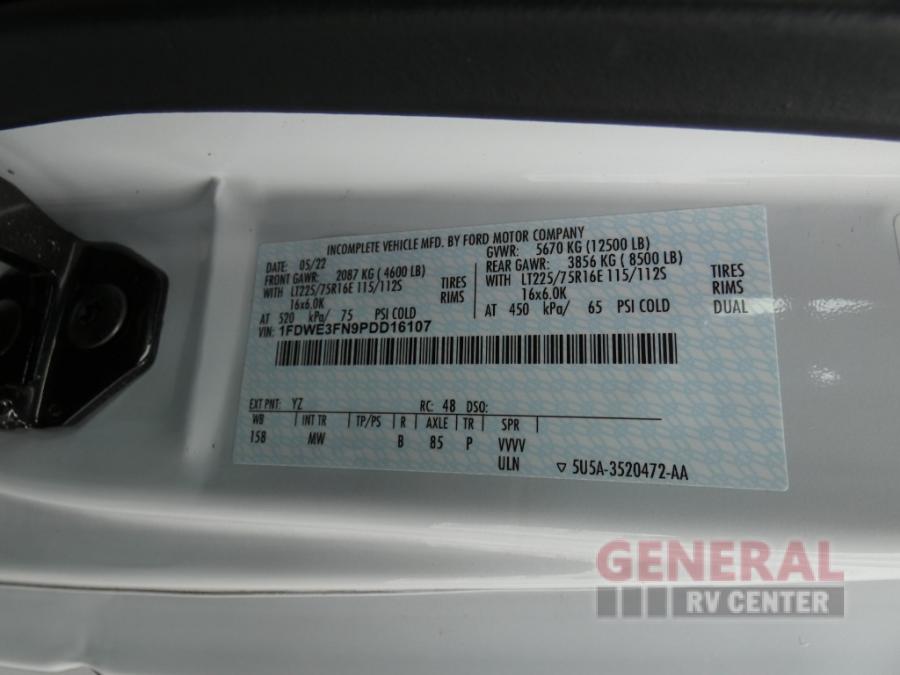 INCOMPLETE VEHICLE MFD. BY FORD MOTOR COMPANY
DATE: 05/22 GVWR: 5670 KG (12500 LB)
FRONT GAWR: 2087 KG ( 4600 LB) REAR GAWR: 3856 KG ( 8500 LB)
WITH LT225/75R16E 115/112S TIRES WITH LT225/75R16E 115/112S TIRES
16x6.0K RIMS 16x6.0K RIMS
AT 520 kPa/ 75 PSI COLD AT 450 kPa/ 65 PSI COLD DUAL
VIN: 1FDWE3FN9PDD16107
EXT PNT: YZ RC: 48 DSO:
WB INT TR TP/PS R AXLE TR SPR
158 MW B 85 P VVVV
ULN ▽ 5U5A-3520472-AA
GENERAL
RV CENTER